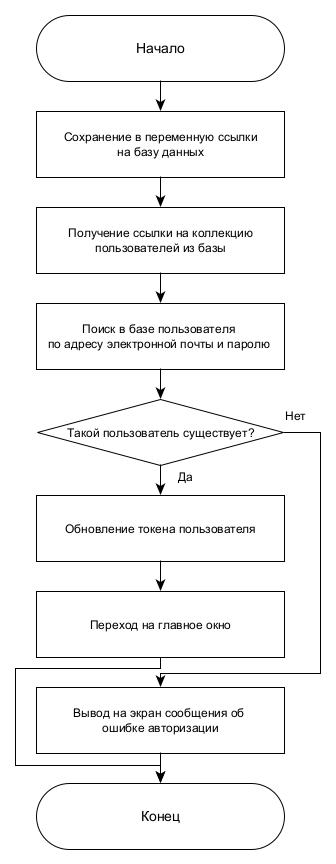 Начало
Сохранение в переменную ссылки
на базу данных
Получение ссылки на коллекцию
пользователей из базы
Поиск в базе пользователя
по адресу электронной почты и паролю
Такой пользователь существует?
Нет
Да
Обновление токена пользователя
Переход на главное окно
Вывод на экран сообщения об
ошибке авторизации
Конец